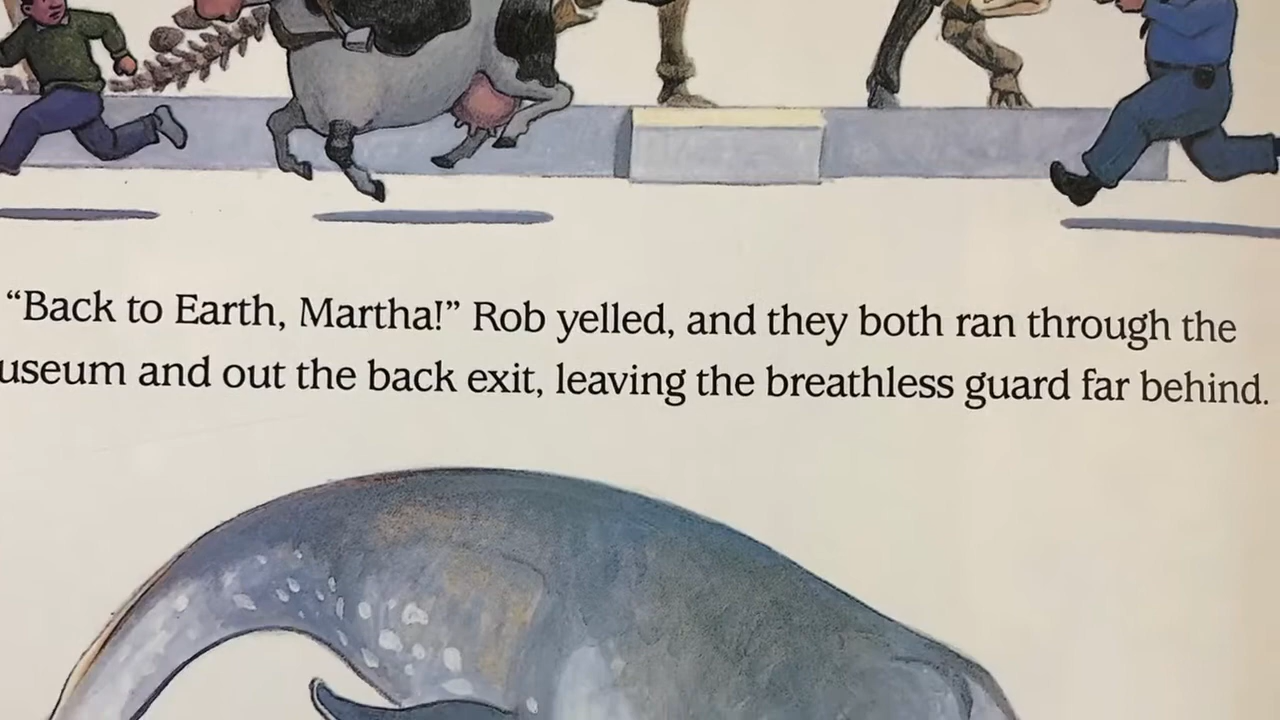 “Back to Earth, Martha!” Rob yelled, and they both ran through the
useum and out the back exit, leaving the breathless guard far behind.